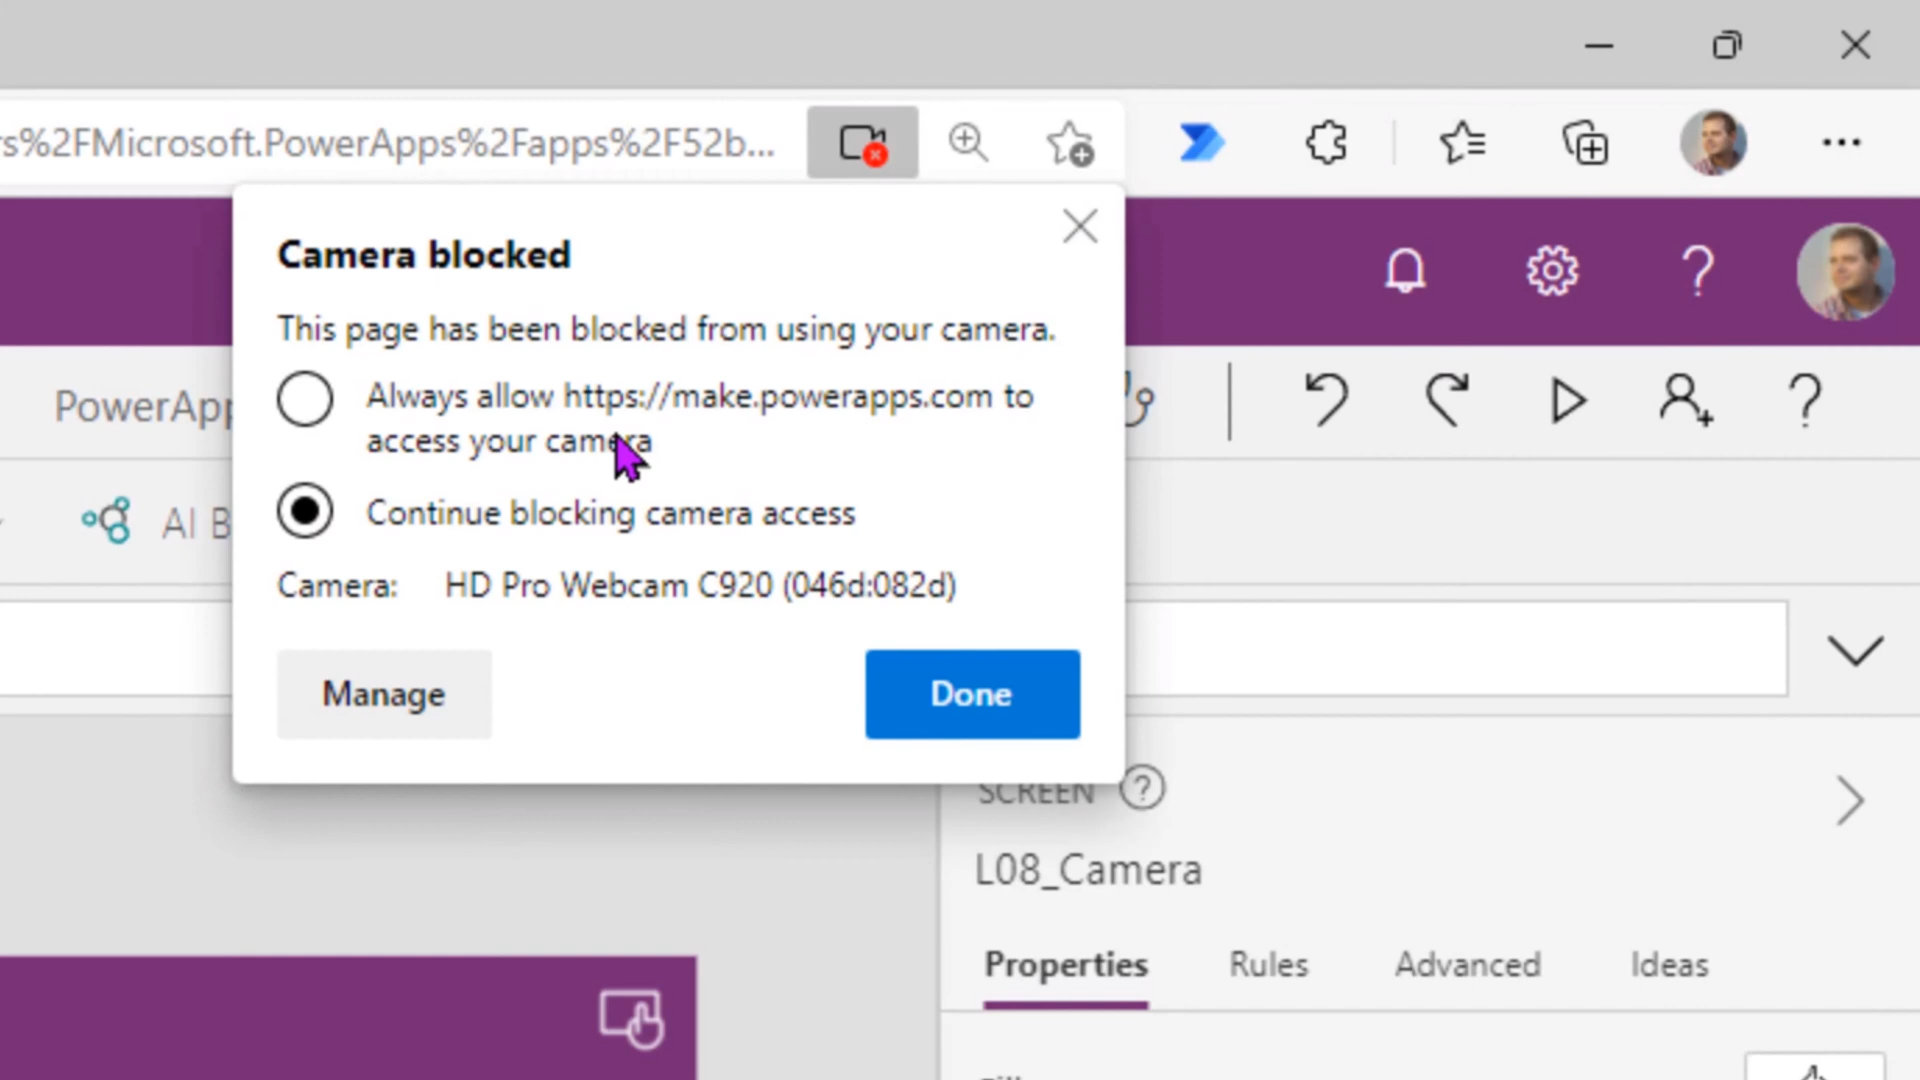 rs%2FMicrosoft.PowerApps%2Fapps%2F52b...
Camera blocked
This page has been blocked from using your camera.
Always allow https://make.powerapps.com to
access your camera
PowerApp
Continue blocking camera access
AI B
Camera: HD Pro Webcam C920 (046d:082d)
Manage
Done
SCREEN
L08_Camera
Properties Rules Advanced Ideas